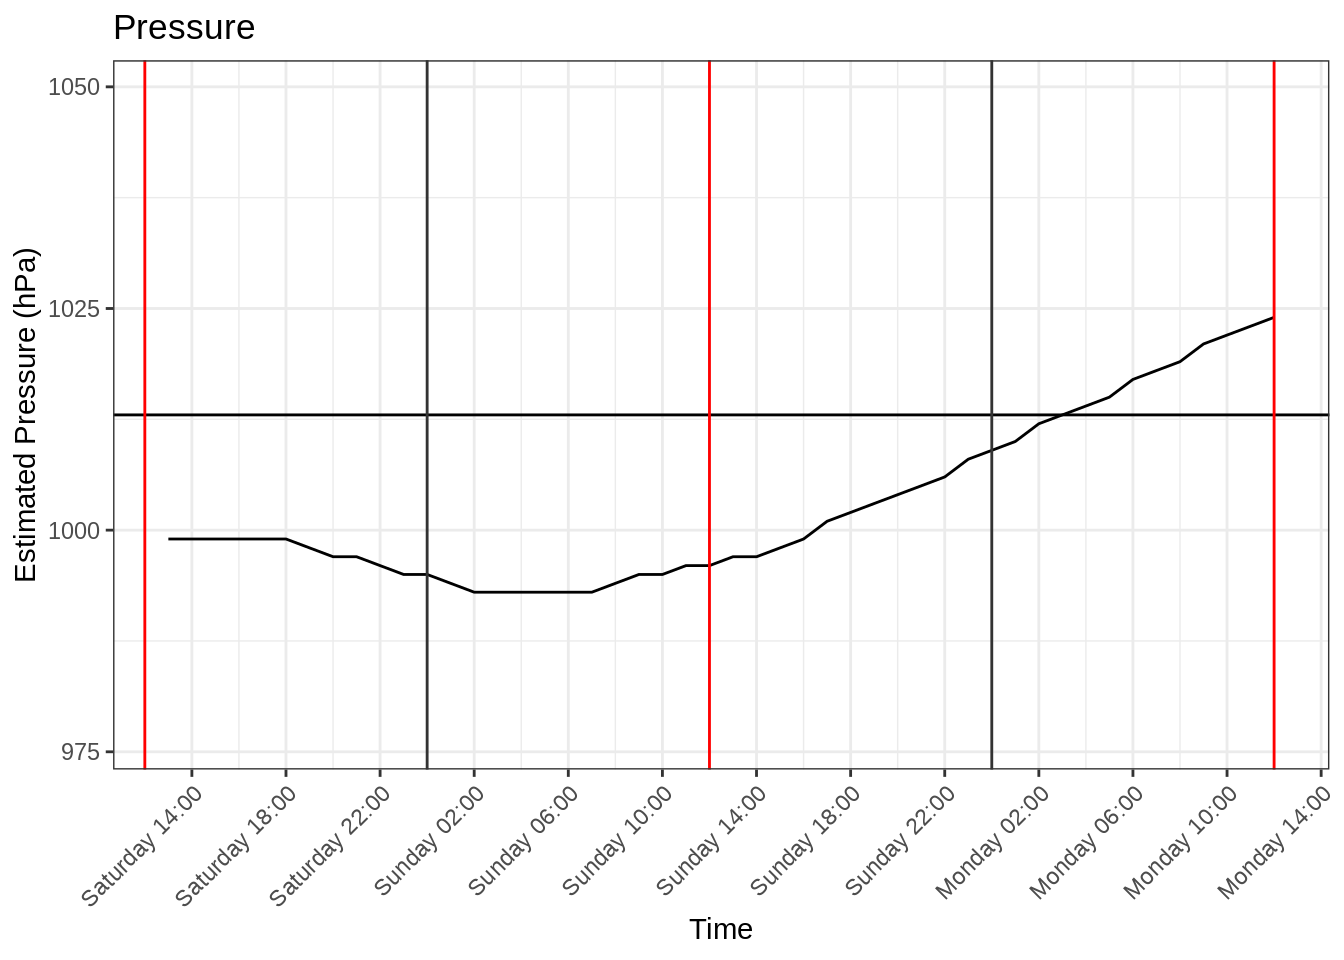 Pressure
Estimated Pressure (hPa)
1050
1025
1000
975
Saturday 14:00
Saturday 18:00
Saturday 22:00
Sunday 02:00
Sunday 06:00
Sunday 10:00
Sunday 14:00
Sunday 18:00
Sunday 22:00
Monday 02:00
Monday 06:00
Monday 10:00
Monday 14:00
Time